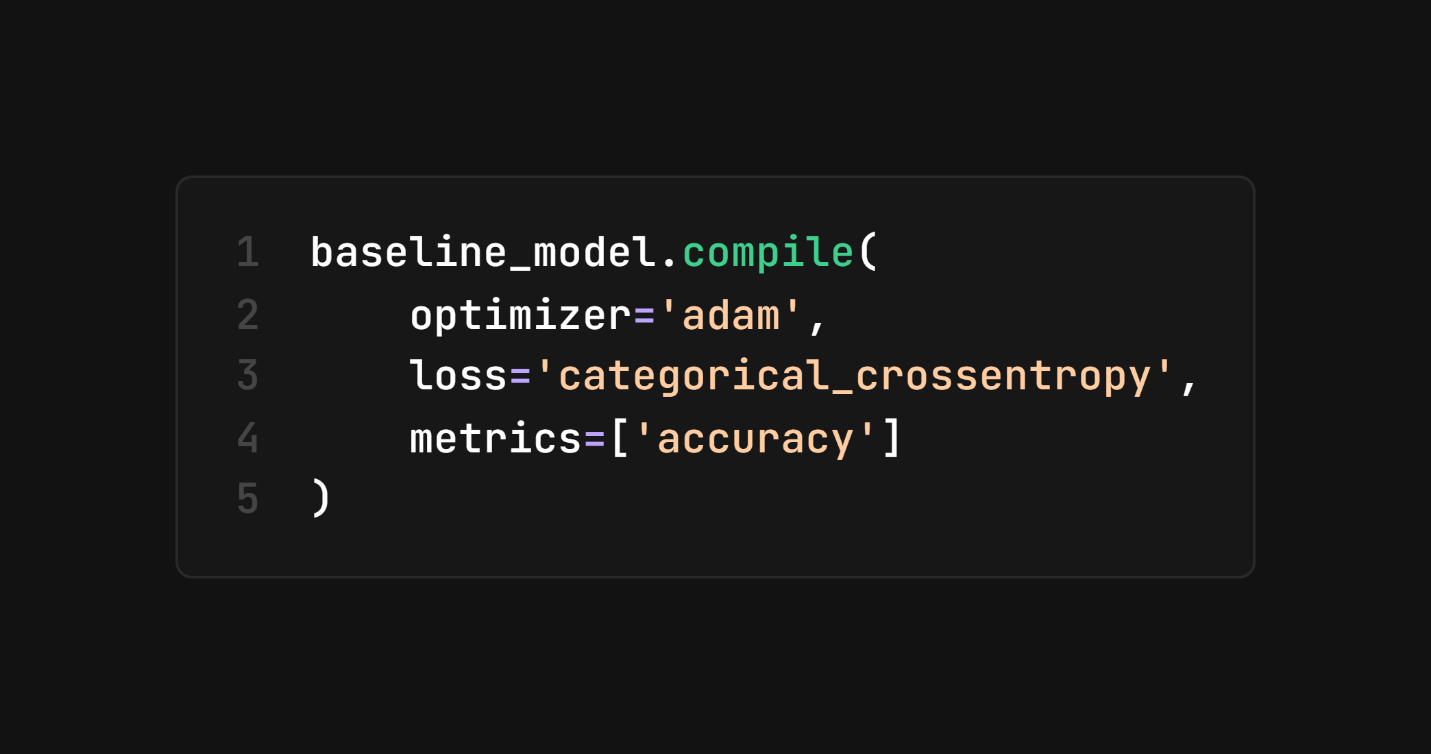 1 baseline_model.compile(
2     optimizer='adam',
3     loss='categorical_crossentropy',
4     metrics=['accuracy']
5 )